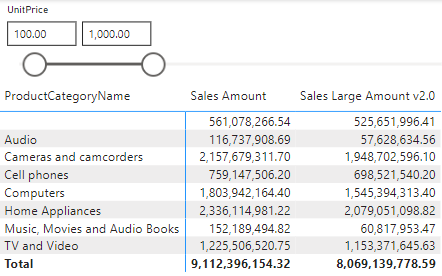 UnitPrice
100.00 1,000.00
ProductCategoryName Sales Amount Sales Large Amount v2.0
561,078,266.54 525,651,996.41
Audio 116,737,908.69 57,628,634.56
Cameras and camcorders 2,157,679,311.70 1,948,702,596.10
Cell phones 759,147,506.20 698,521,540.20
Computers 1,803,942,164.40 1,545,394,313.40
Home Appliances 2,336,114,981.22 2,079,051,098.82
Music, Movies and Audio Books 152,189,494.82 60,817,953.47
TV and Video 1,225,506,520.75 1,153,371,645.63
Total 9,112,396,154.32 8,069,139,778.59